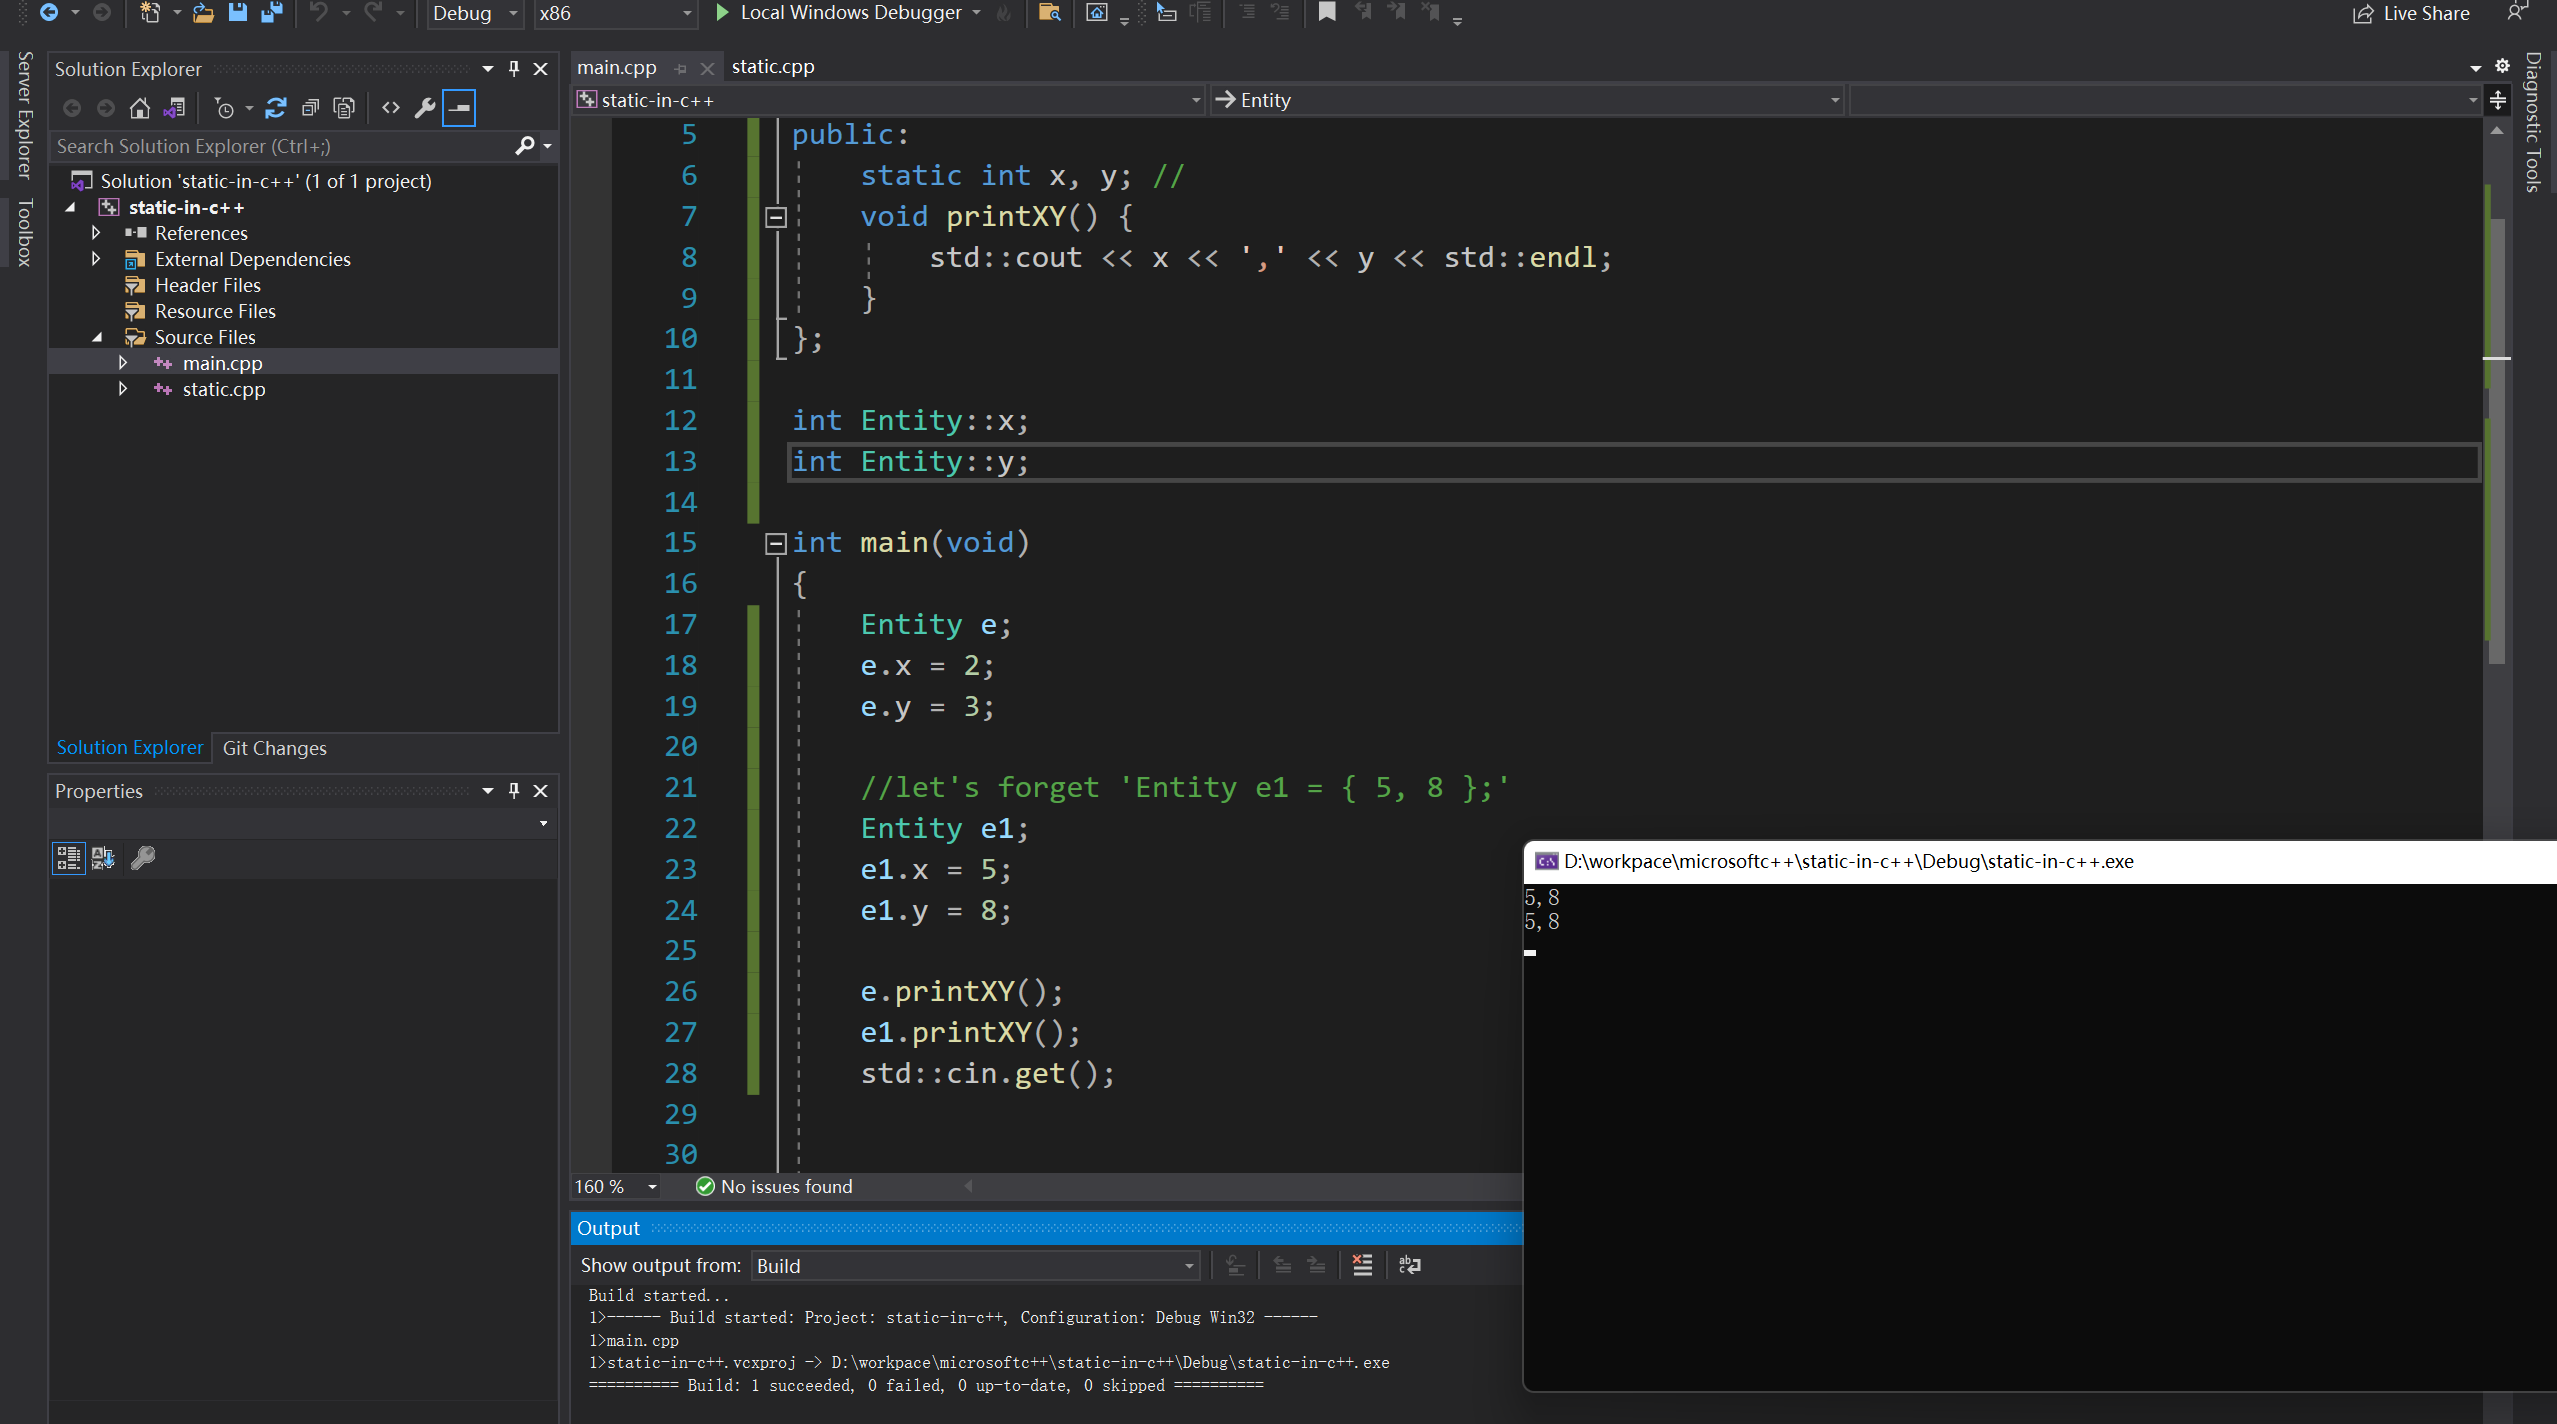 Debug
x86
Local Windows Debugger
Live Share
Server Explorer
Toolbox
Solution Explorer
Search Solution Explorer (Ctrl+;)
Solution 'static-in-c++' (1 of 1 project)
static-in-c++
References
External Dependencies
Header Files
Resource Files
Source Files
main.cpp
static.cpp
Solution Explorer
Git Changes
Properties
main.cpp
static.cpp
static-in-c++
Entity
Diagnostic Tools
5 public:
6 static int x, y; //
7 void printXY() {
8 std::cout << x << ',' << y << std::endl;
9 }
10 };
11
12 int Entity::x;
13 int Entity::y;
14
15 int main(void)
16 {
17 Entity e;
18 e.x = 2;
19 e.y = 3;
20
21 //let's forget 'Entity e1 = { 5, 8 };'
22 Entity e1;
23 e1.x = 5;
24 e1.y = 8;
25
26 e.printXY();
27 e1.printXY();
28 std::cin.get();
29
30
160 %
No issues found
Output
Show output from:
Build
Build started...
1>------ Build started: Project: static-in-c++, Configuration: Debug Win32 ------
1>main.cpp
1>static-in-c++.vcxproj -> D:\workpace\microsoftc++\static-in-c++\Debug\static-in-c++.exe
========== Build: 1 succeeded, 0 failed, 0 up-to-date, 0 skipped ==========
D:\workpace\microsoftc++\static-in-c++\Debug\static-in-c++.exe
5,8
5,8